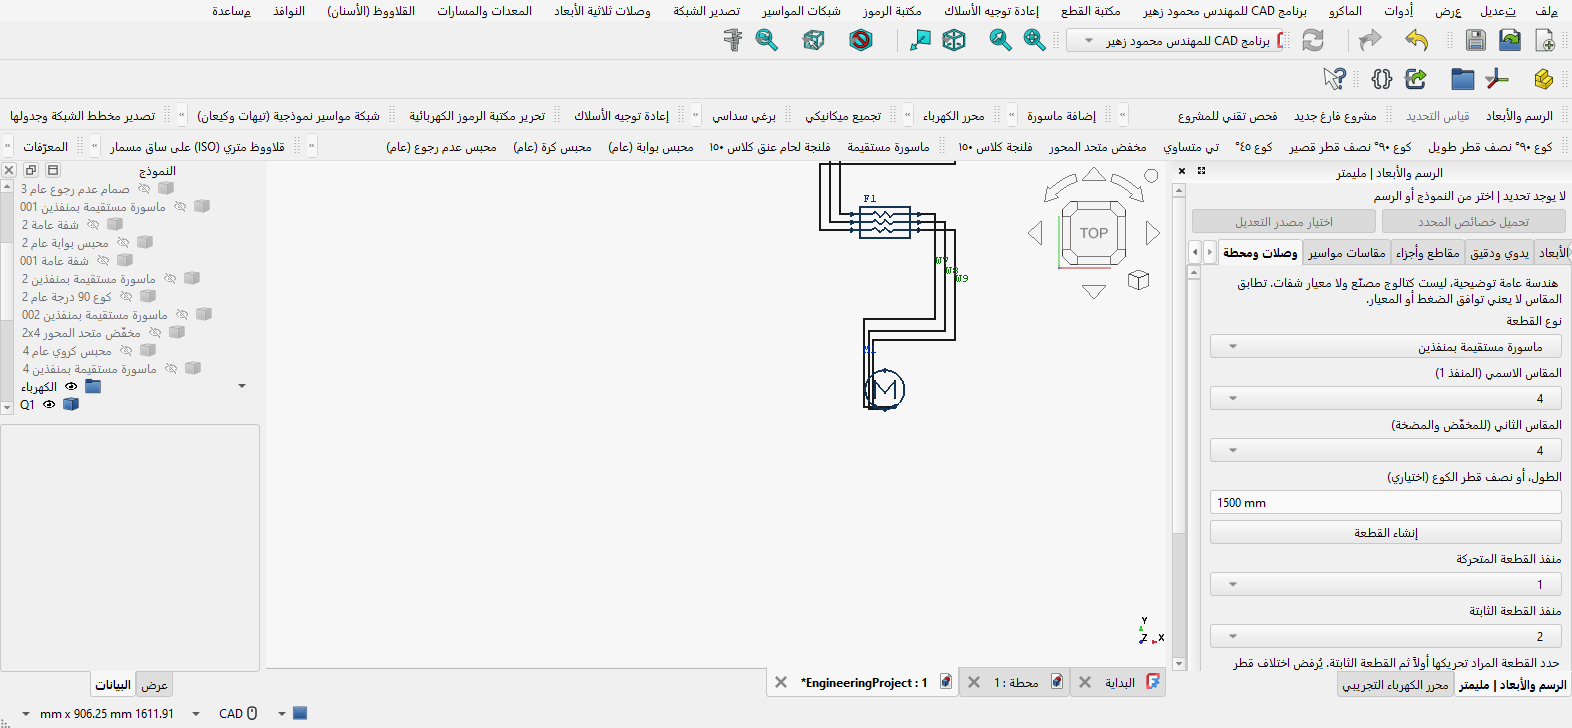 ملف تعديل عرض أدوات الماكرو برنامج CAD للمهندس محمود زهير مكتبة القطع إعادة توجيه الأسلاك مكتبة الرموز شبكات المواسير تصدير الشبكة وصلات ثلاثية الأبعاد المعدات والمسارات القلاووظ (الأسنان) النوافذ مساعدة
برنامج CAD للمهندس محمود زهير
الرسم والأبعاد قياس التحديد مشروع فارغ جديد فحص تقني للمشروع إضافة ماسورة محرر الكهرباء تجميع ميكانيكي برغي سداسي إعادة توجيه الأسلاك تحرير مكتبة الرموز الكهربائية شبكة مواسير نموذجية (تيهات وكيعان) تصدير مخطط الشبكة وجدولها
كوع ٩٠° نصف قطر طويل كوع ٩٠° نصف قطر قصير كوع ٤٥° تي متساوي مخفض متحد المحور فلنجة كلاس ١٥٠ ماسورة مستقيمة فلنجة لحام عنق كلاس ١٥٠ محبس بوابة (عام) محبس كرة (عام) محبس عدم رجوع (عام) قلاووظ متري (ISO) على ساق مسمار المعرّفات
الرسم والأبعاد | مليمتر
لا يوجد تحديد | اختر من النموذج أو الرسم
تحميل خصائص المحدد اختيار مصدر التعديل
الأبعاد يدوي ودقيق مقاطع وأجزاء مقاسات مواسير وصلات ومحطة
هندسة عامة توضيحية، ليست كتالوج مصنّع ولا معيار شفات. تطابق
المقاس لا يعني توافق الضغط أو المعيار.
نوع القطعة
ماسورة مستقيمة بمنفذين
المقاس الاسمي (المنفذ 1)
4
المقاس الثاني (للمخفّض والمضخة)
4
الطول، أو نصف قطر الكوع (اختياري)
1500 mm
إنشاء القطعة
منفذ القطعة المتحركة
1
منفذ القطعة الثابتة
2
حدد القطعة المراد تحريكها أولاً ثم القطعة الثابتة. يُرفض اختلاف قطر
الرسم والأبعاد | مليمتر محرر الكهرباء التجريبي
F1
W7
W8
W9
M1
M
TOP
Y
Z X
النموذج
صمام عدم رجوع عام 3
ماسورة مستقيمة بمنفذين 001
شفة عامة 2
محبس بوابة عام 2
شفة عامة 001
ماسورة مستقيمة بمنفذين 2
كوع 90 درجة عام 2
ماسورة مستقيمة بمنفذين 002
مخفّض متحد المحور 2x4
محبس كروي عام 4
ماسورة مستقيمة بمنفذين 4
الكهرباء
Q1
عرض البيانات
البداية محطة : 1 EngineeringProject : 1*
CAD 1611.91 mm x 906.25 mm